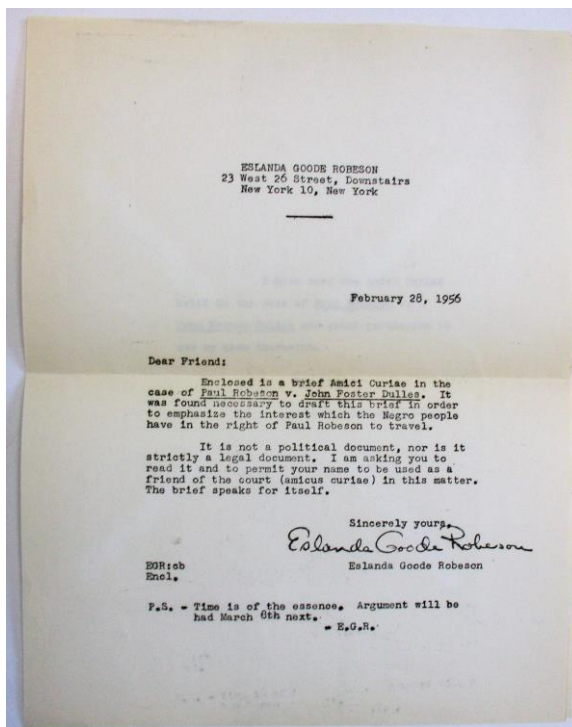 ESLANDA GOODE ROBESON
23 West 26 Street, Downstairs
New York 10, New York
February 28, 1956
Dear Friend:
Enclosed is a brief Amici Curiae in the
case of Paul Robeson v. John Foster Dulles. It
was found necessary to draft this brief in order
to emphasize the interest which the Negro people
have in the right of Paul Robeson to travel.
It is not a political document, nor is it
strictly a legal document. I am asking you to
read it and to permit your name to be used as a
friend of the court (amicus curiae) in this matter.
The brief speaks for itself.
Sincerely yours,
Eslanda Goode Robeson
EGR:ob Eslanda Goode Robeson
Encl.
P.S. - Time is of the essence. Argument will be
had March 6th next.
- E.G.R.